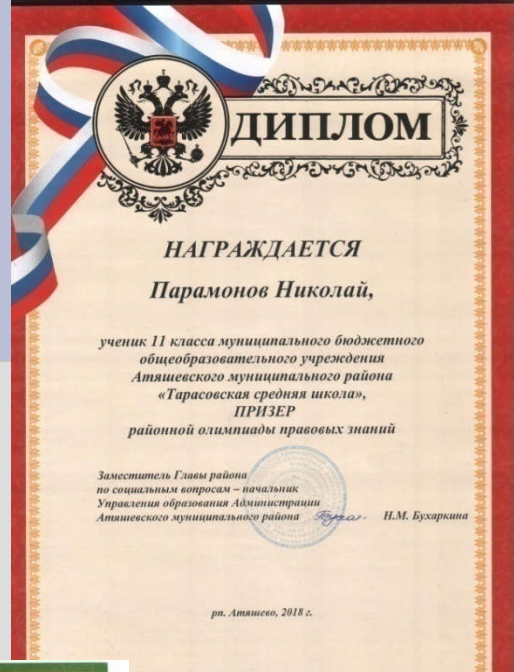 ДИПЛОМ
НАГРАЖДАЕТСЯ
Парамонов Николай,
ученик 11 класса муниципального бюджетного
общеобразовательного учреждения
Атяшевского муниципального района
«Тарасовская средняя школа»,
ПРИЗЕР
районной олимпиады правовых знаний
Заместитель Главы района
по социальным вопросам – начальник
Управления образования Администрации
Атяшевского муниципального района Н.М. Бухаркина
рп. Атяшево, 2018 г.